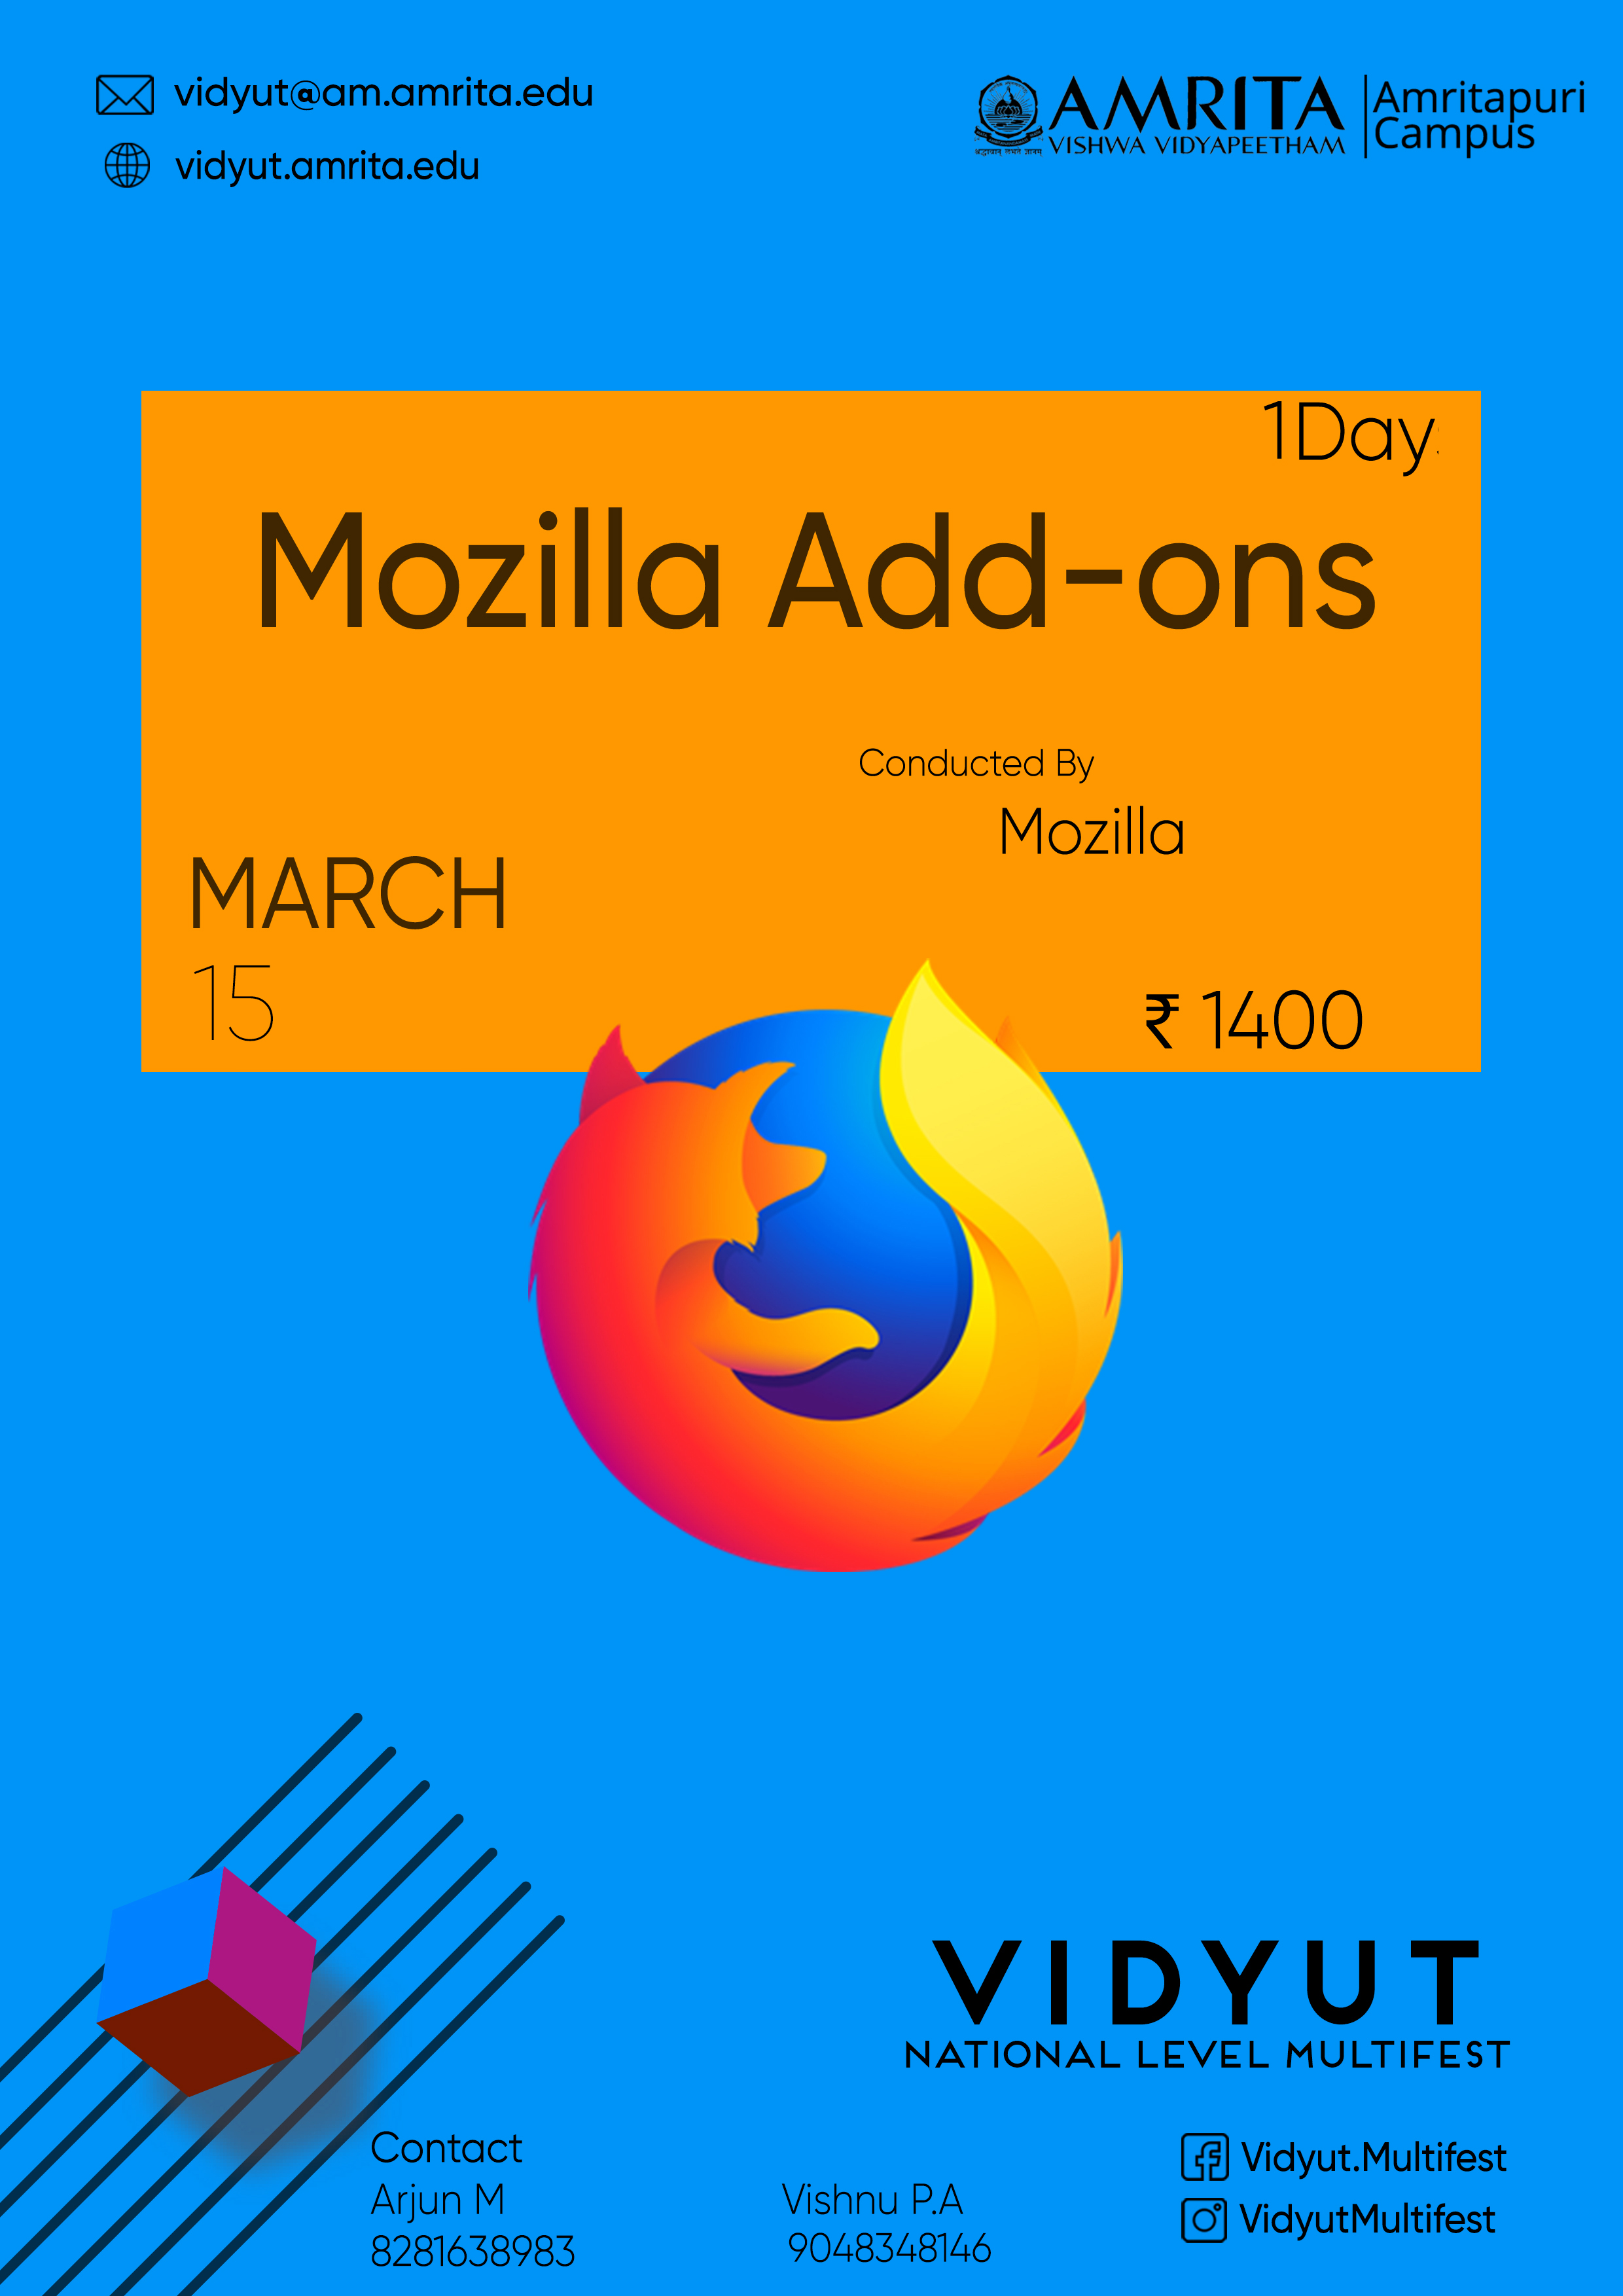 vidyut@am.amrita.edu
vidyut.amrita.edu
AMRITA
VISHWA VIDYAPEETHAM
Amritapuri
Campus
1Day
Mozilla Add-ons
Conducted By
Mozilla
MARCH
15
₹ 1400
VIDYUT
NATIONAL LEVEL MULTIFEST
Contact
Arjun M
8281638983
Vishnu P.A
9048348146
Vidyut.Multifest
VidyutMultifest